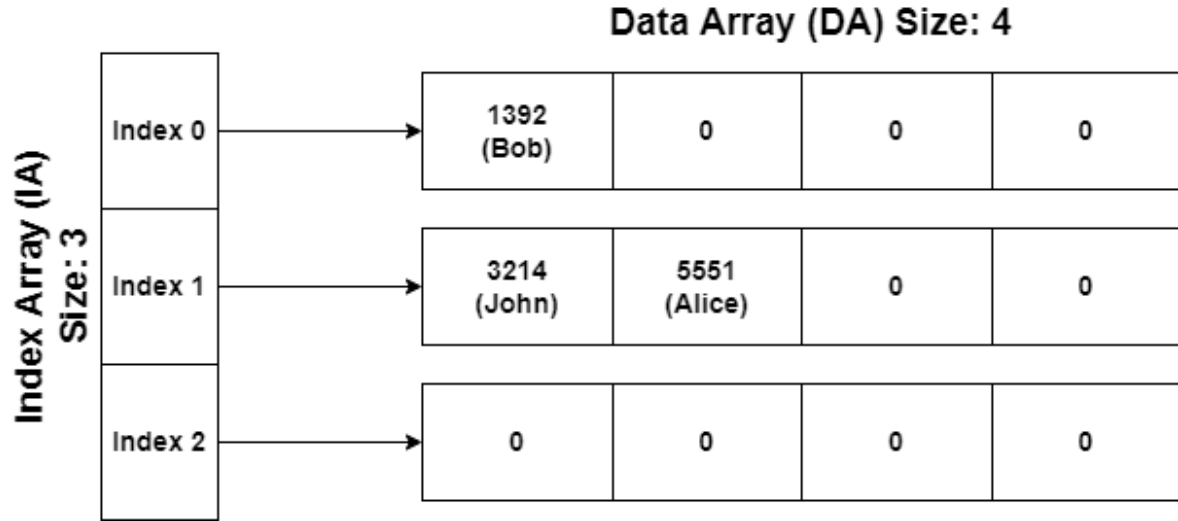 Data Array (DA) Size: 4
Index Array (IA)
Size: 3
Index 0
1392
(Bob)
0
0
0
Index 1
3214
(John)
5551
(Alice)
0
0
Index 2
0
0
0
0